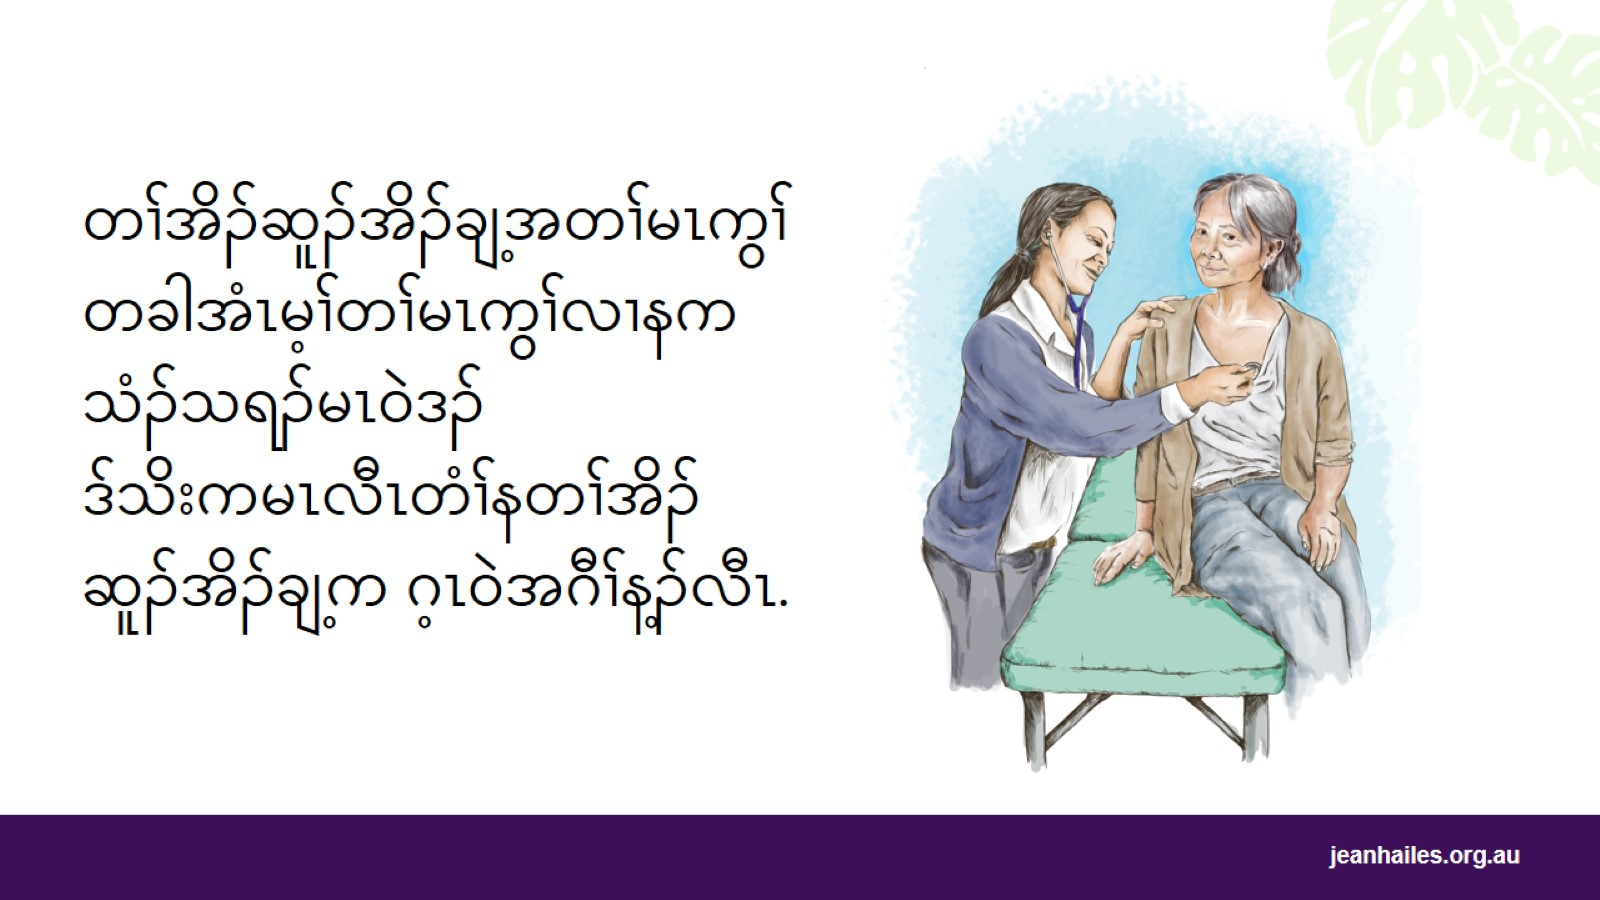 တၢ်အိၣ်ဆူၣ်အိၣ်ချ့အတၢ်မၤကွၢ်
တခါအံၤမ့ၢ်တၢ်မၤကွၢ်လၢနက
သံၣ်သရၣ်မၤဝဲဒၣ်
ဒ်သိးကမၤလီၤတံၢ်နတၢ်အိၣ်
ဆူၣ်အိၣ်ချ့က ဂ့ၤဝဲအဂီၢ်န့ၣ်လီၤ.
jeanhailes.org.au